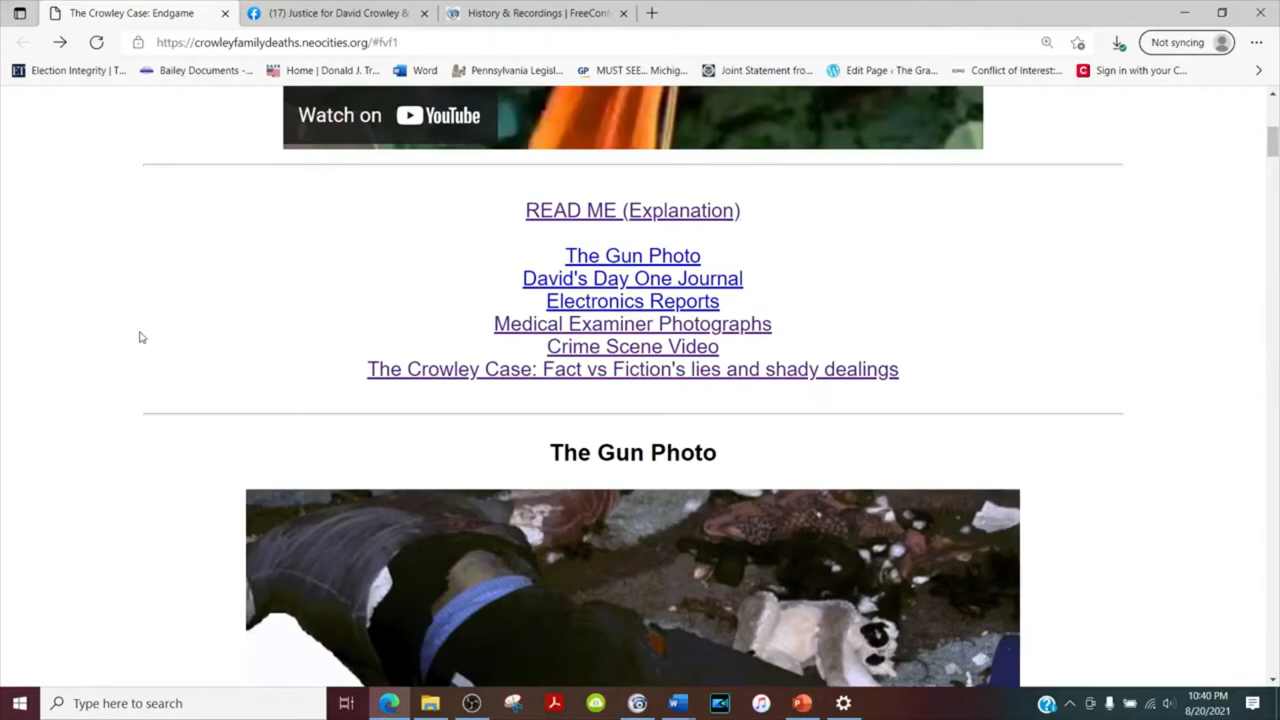 The Crowley Case: Endgame
(17) Justice for David Crowley &
History & Recordings | FreeConf
https://crowleyfamilydeaths.neocities.org/#fvf1
Not syncing
Election Integrity | T...
Bailey Documents -...
Home | Donald J. Tr...
Word
Pennsylvania Legisl...
GP
MUST SEE... Michig...
Joint Statement fro...
Edit Page ‹ The Gra...
Conflict of Interest:...
Sign in with your C...
Watch on YouTube
READ ME (Explanation)
The Gun Photo
David's Day One Journal
Electronics Reports
Medical Examiner Photographs
Crime Scene Video
The Crowley Case: Fact vs Fiction's lies and shady dealings
The Gun Photo
Type here to search
10:40 PM
8/20/2021